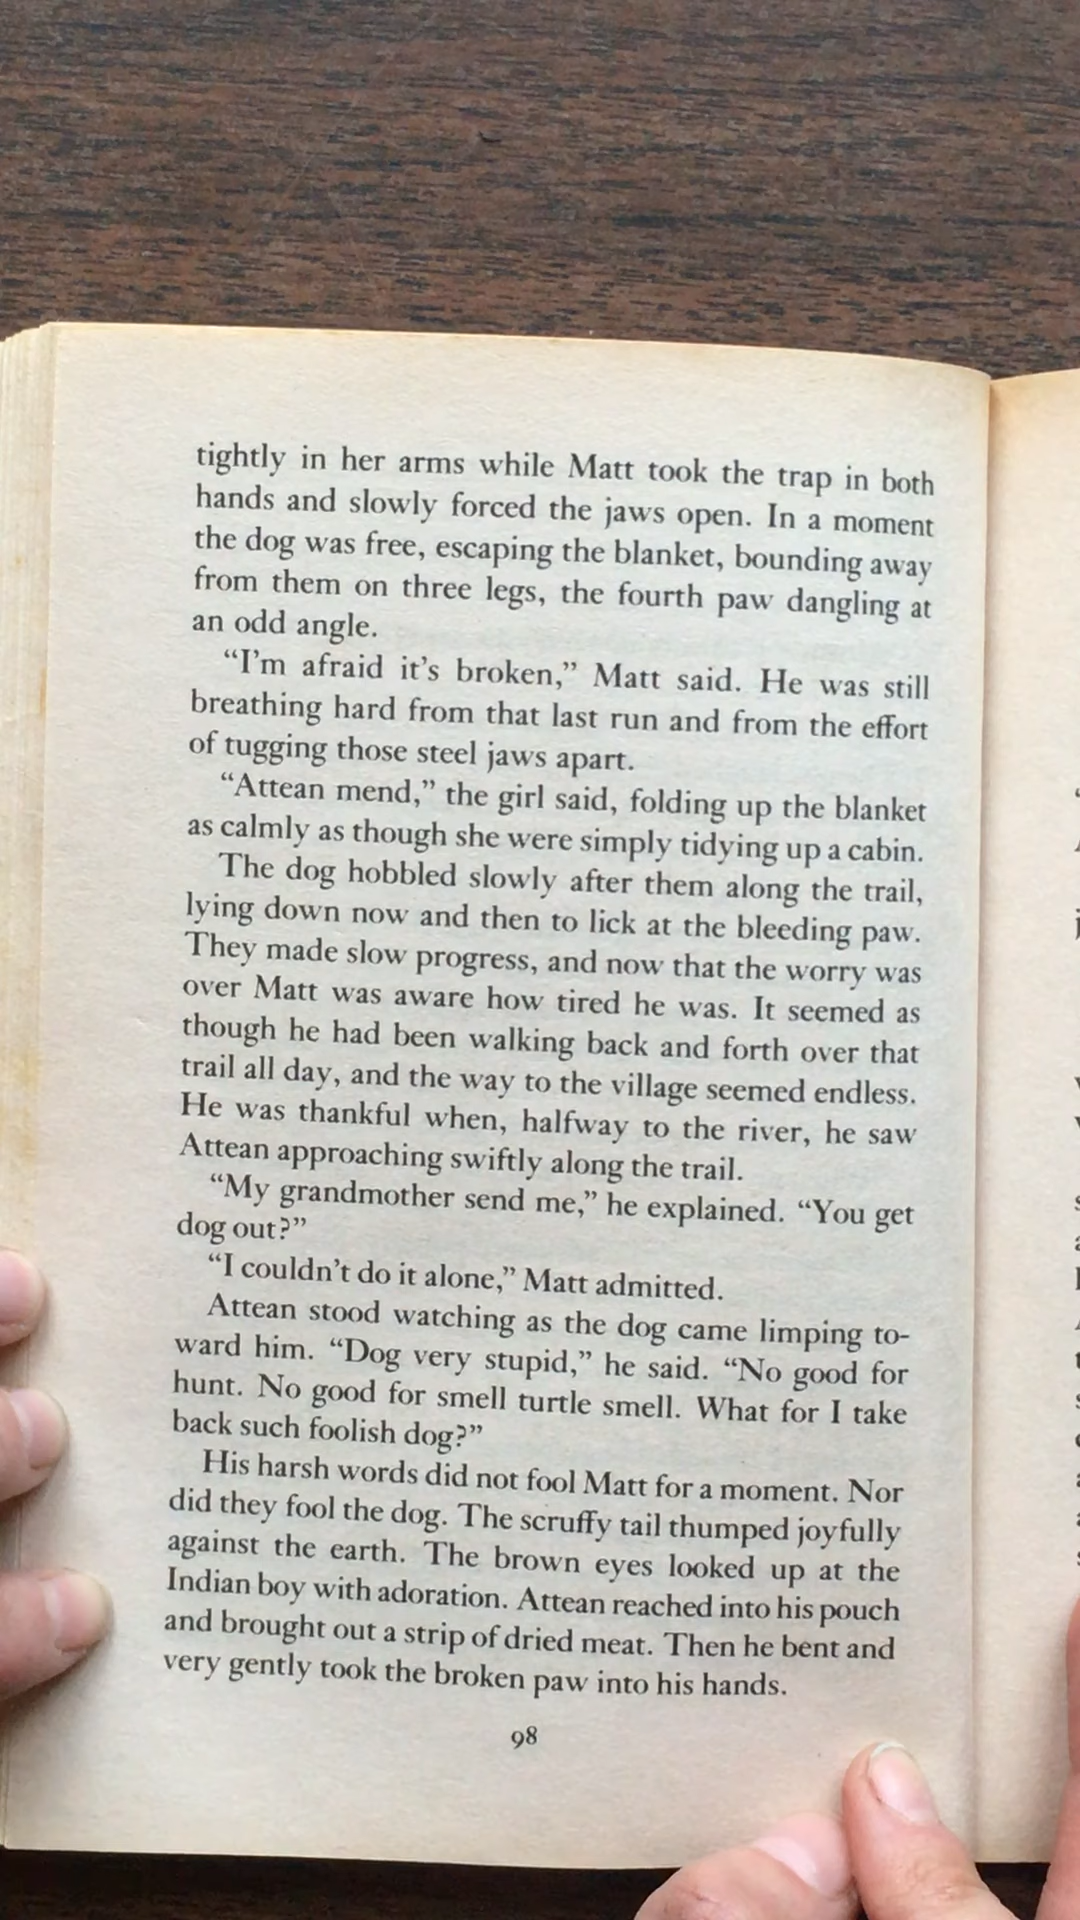 tightly in her arms while Matt took the trap in both
hands and slowly forced the jaws open. In a moment
the dog was free, escaping the blanket, bounding away
from them on three legs, the fourth paw dangling at
an odd angle.
“I'm afraid it's broken,” Matt said. He was still
breathing hard from that last run and from the effort
of tugging those steel jaws apart.
“Attean mend,” the girl said, folding up the blanket
as calmly as though she were simply tidying up a cabin.
The dog hobbled slowly after them along the trail,
lying down now and then to lick at the bleeding paw.
They made slow progress, and now that the worry was
over Matt was aware how tired he was. It seemed as
though he had been walking back and forth over that
trail all day, and the way to the village seemed endless.
He was thankful when, halfway to the river, he saw
Attean approaching swiftly along the trail.
“My grandmother send me,” he explained. “You get
dog out?”
“I couldn't do it alone,” Matt admitted.
Attean stood watching as the dog came limping to-
ward him. “Dog very stupid,” he said. “No good for
hunt. No good for smell turtle smell. What for I take
back such foolish dog?”
His harsh words did not fool Matt for a moment. Nor
did they fool the dog. The scruffy tail thumped joyfully
against the earth. The brown eyes looked up at the
Indian boy with adoration. Attean reached into his pouch
and brought out a strip of dried meat. Then he bent and
very gently took the broken paw into his hands.
98